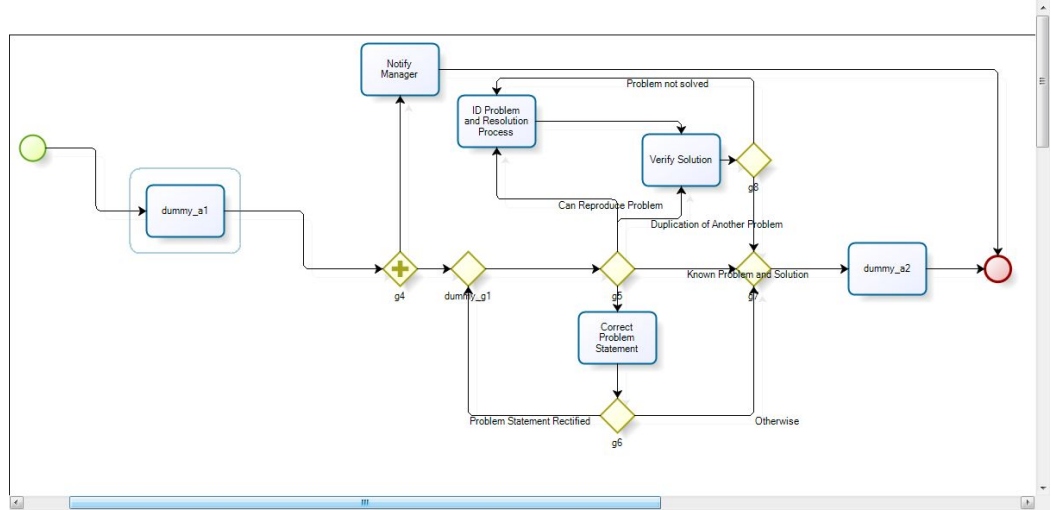 Notify
Manager
Problem not solved
ID Problem
and Resolution
Process
Verify Solution
g8
Can Reproduce Problem
dummy_a1
Duplication of Another Problem
Known Problem and Solution
dummy_a2
g4
dummy_g1
g5
g7
Correct
Problem
Statement
Problem Statement Rectified
Otherwise
g6